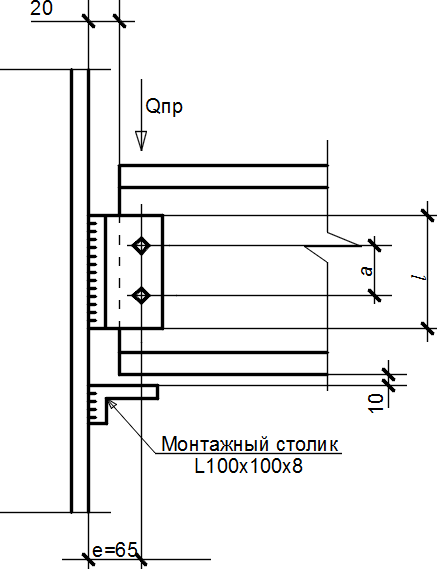 20
Qпр
a
l
10
Монтажный столик
L100x100x8
e=65